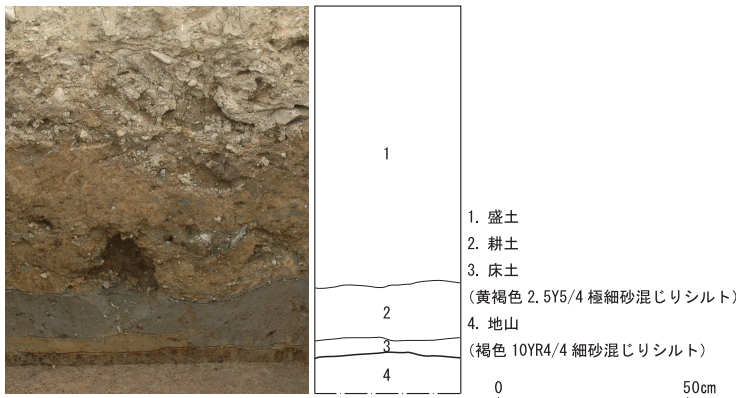 1
2
3
4
1. 盛土
2. 耕土
3. 床土
(黄褐色 2.5Y5/4 極細砂混じりシルト)
4. 地山
(褐色 10YR4/4 細砂混じりシルト)
0 50cm